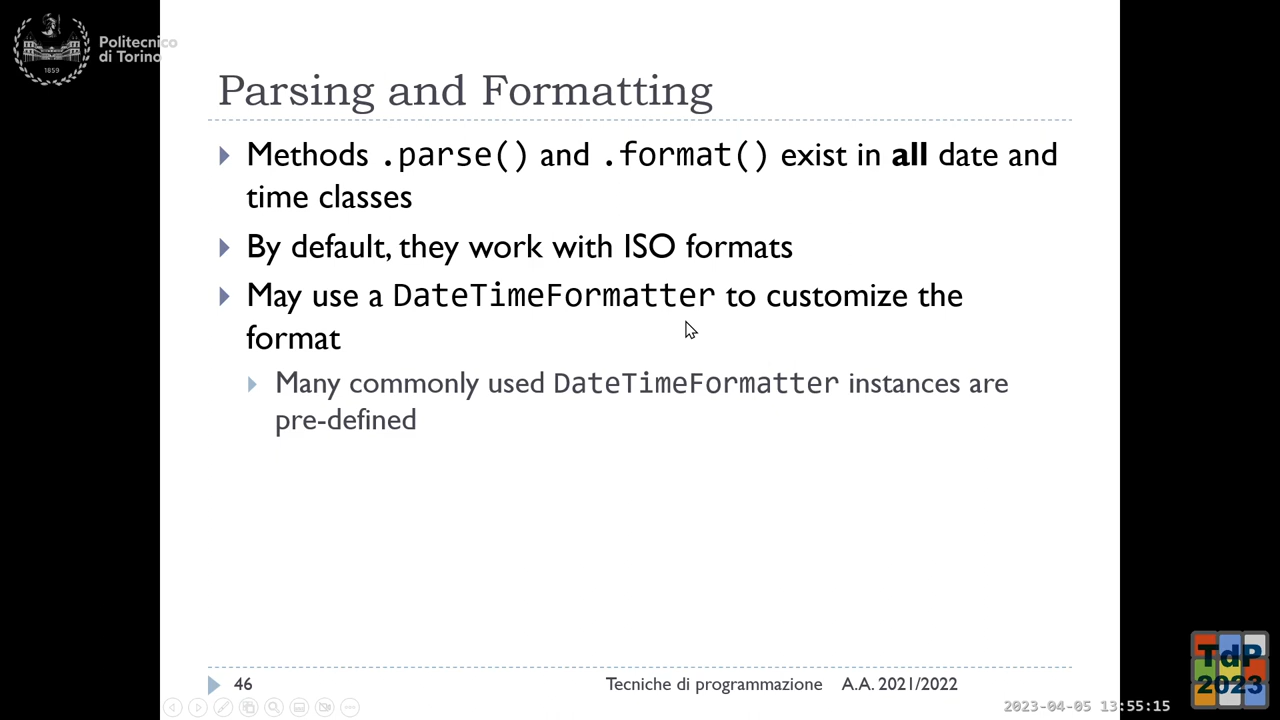 Politecnico
di Torino
1859
Parsing and Formatting
Methods .parse() and .format() exist in all date and
time classes
By default, they work with ISO formats
May use a DateTimeFormatter to customize the
format
Many commonly used DateTimeFormatter instances are
pre-defined
46
Tecniche di programmazione A.A. 2021/2022
2023-04-05 13:55:15
TdP
2023